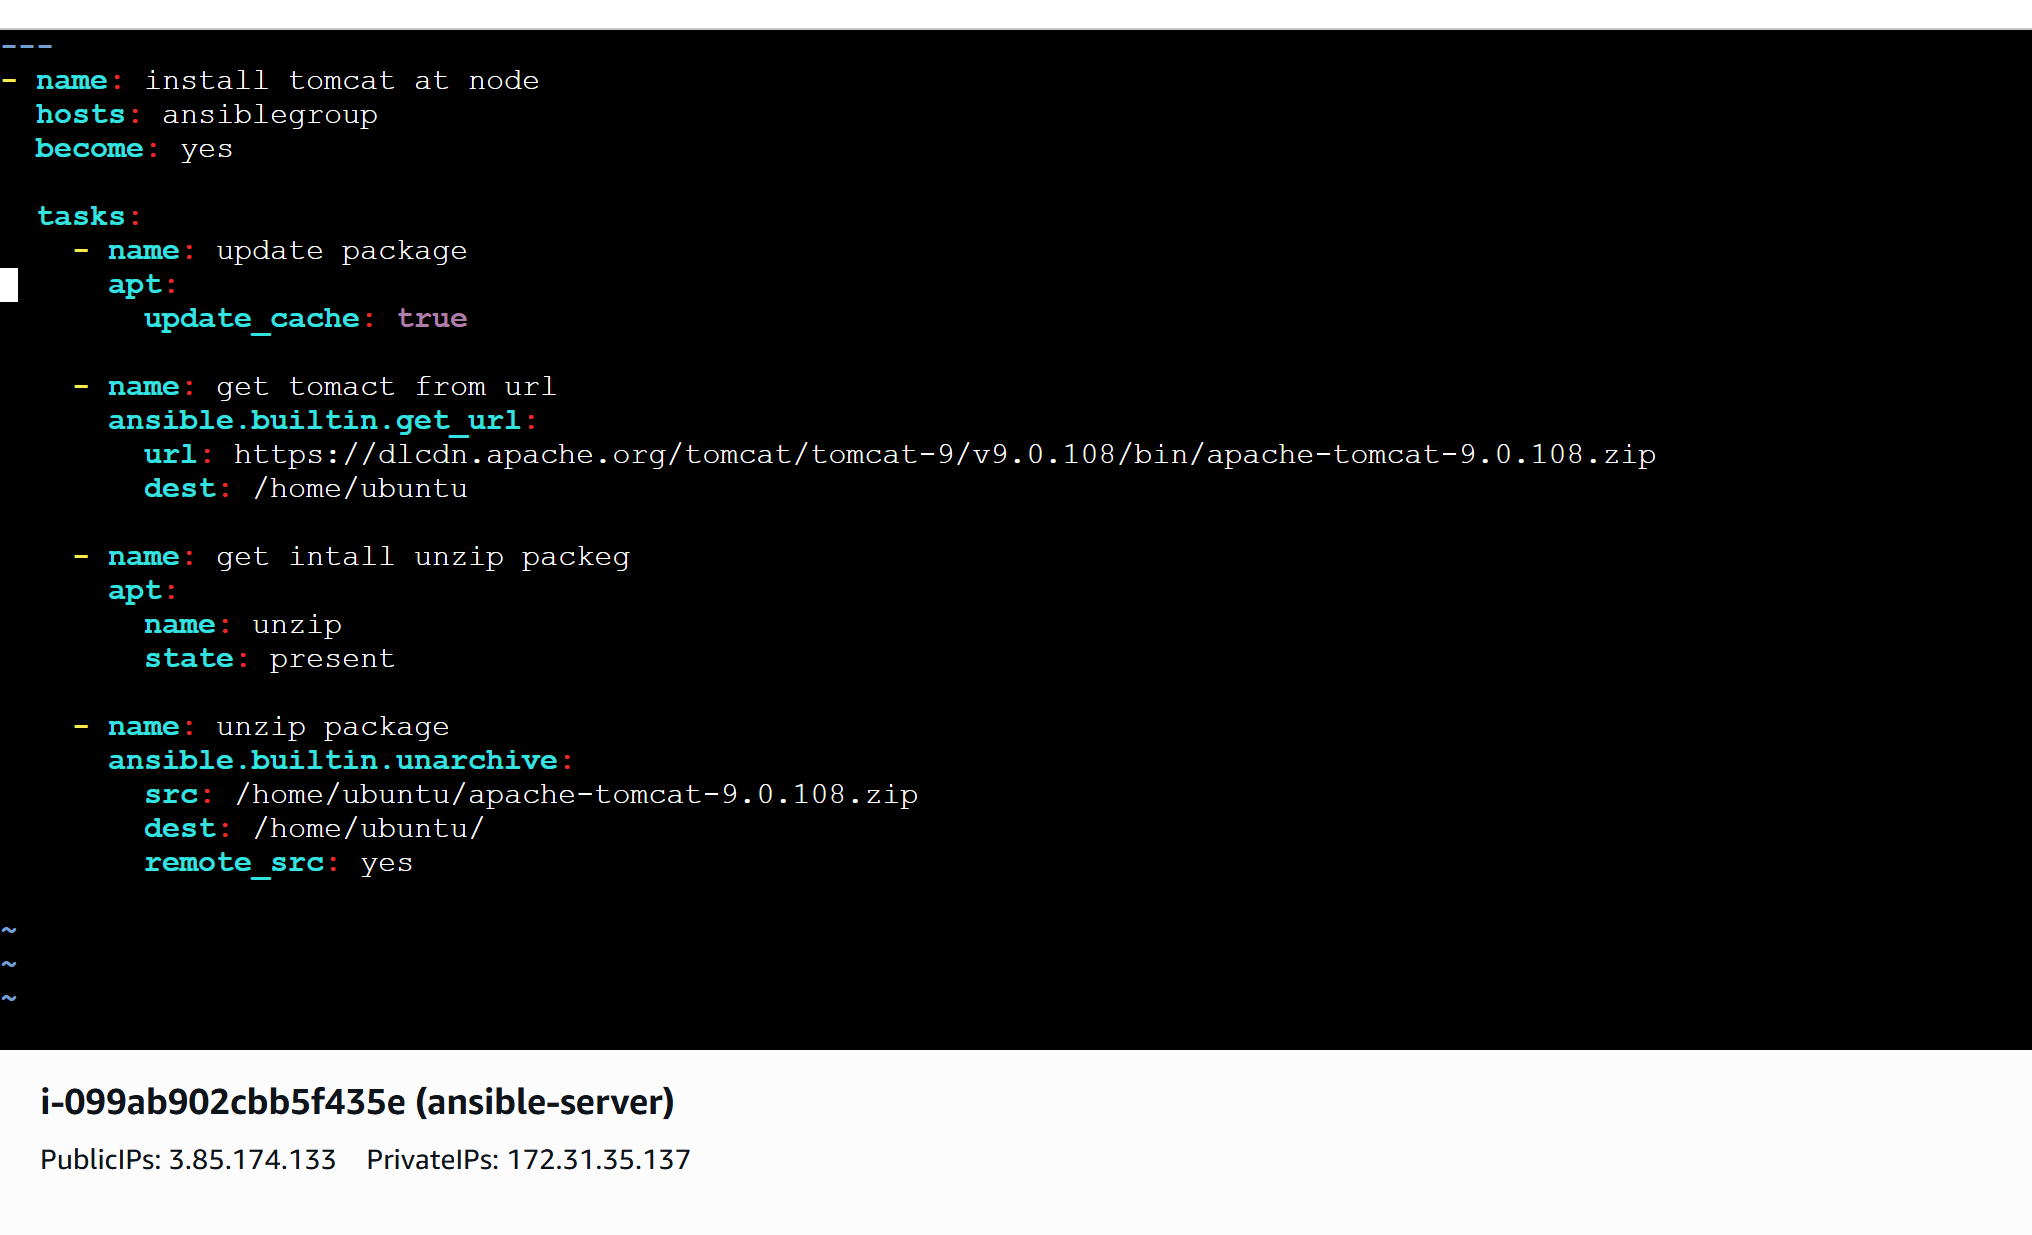 ---
- name: install tomcat at node
  hosts: ansiblegroup
  become: yes

  tasks:
    - name: update package
      apt:
        update_cache: true

    - name: get tomact from url
      ansible.builtin.get_url:
        url: https://dlcdn.apache.org/tomcat/tomcat-9/v9.0.108/bin/apache-tomcat-9.0.108.zip
        dest: /home/ubuntu

    - name: get intall unzip packeg
      apt:
        name: unzip
        state: present

    - name: unzip package
      ansible.builtin.unarchive:
        src: /home/ubuntu/apache-tomcat-9.0.108.zip
        dest: /home/ubuntu/
        remote_src: yes

~
~
~
i-099ab902cbb5f435e (ansible-server)
PublicIPs: 3.85.174.133 PrivateIPs: 172.31.35.137